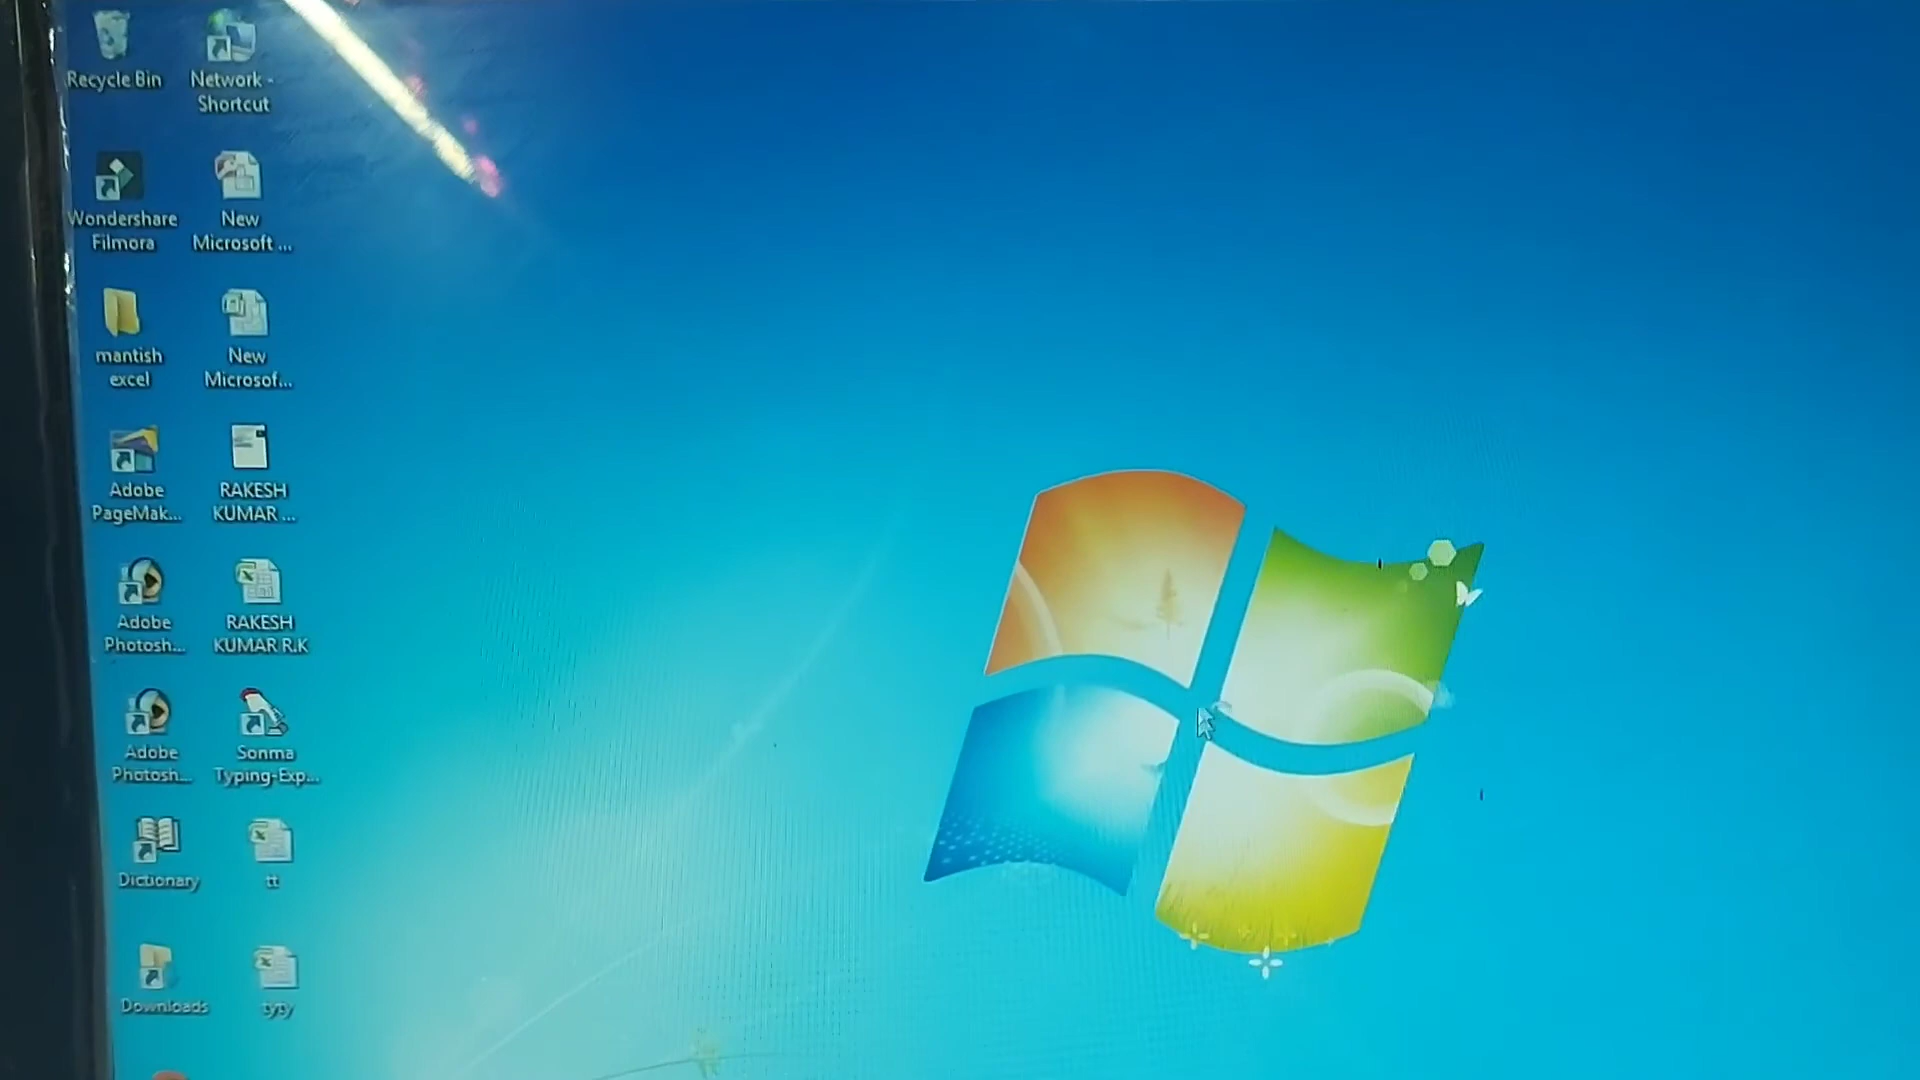 Recycle Bin
Network -
Shortcut
Wondershare
Filmora
New
Microsoft ...
mantish
excel
New
Microsof...
Adobe
PageMak...
RAKESH
KUMAR ...
Adobe
Photosh...
RAKESH
KUMAR R.K
Adobe
Photosh...
Sonma
Typing-Exp...
Dictionary
tt
Downloads
tyty